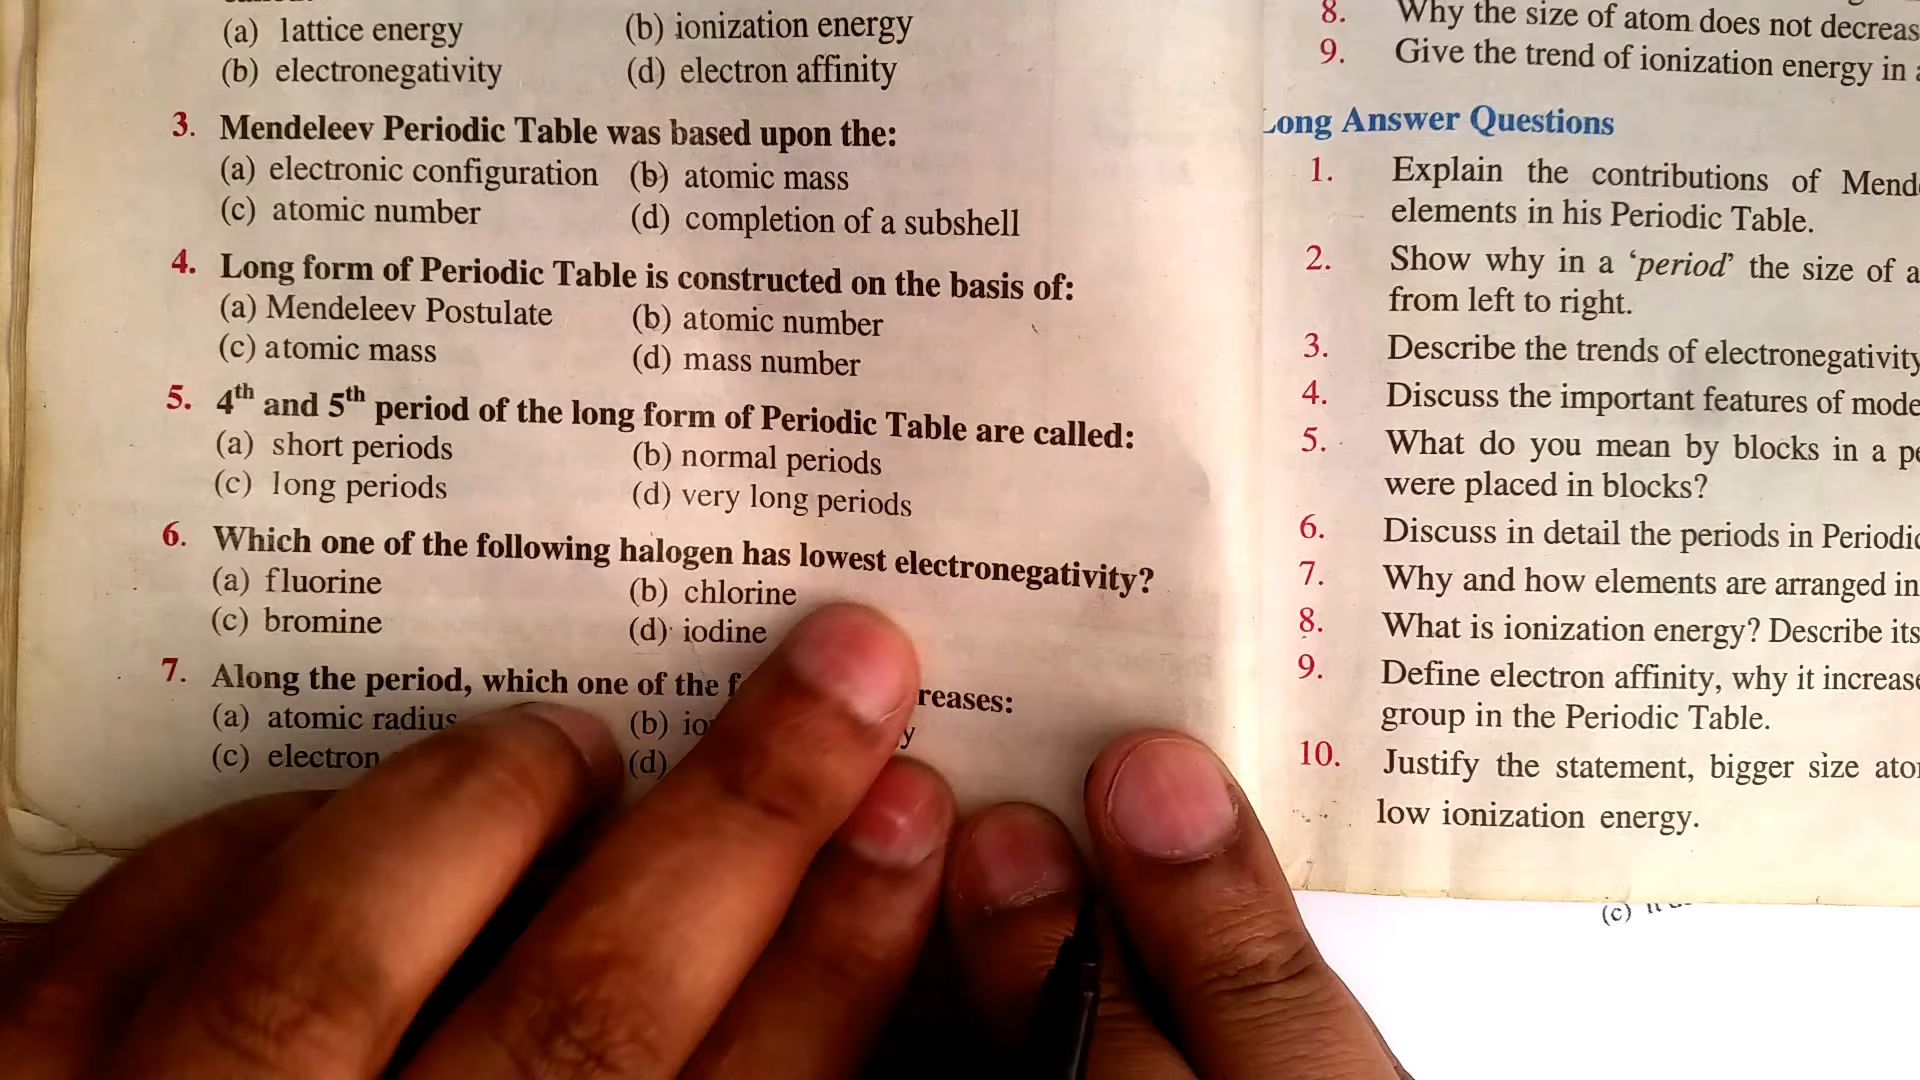 (a) lattice energy (b) ionization energy
(b) electronegativity (d) electron affinity
3. Mendeleev Periodic Table was based upon the:
(a) electronic configuration (b) atomic mass
(c) atomic number (d) completion of a subshell
4. Long form of Periodic Table is constructed on the basis of:
(a) Mendeleev Postulate (b) atomic number
(c) atomic mass (d) mass number
5. 4th and 5th period of the long form of Periodic Table are called:
(a) short periods (b) normal periods
(c) long periods (d) very long periods
6. Which one of the following halogen has lowest electronegativity?
(a) fluorine (b) chlorine
(c) bromine (d) iodine
7. Along the period, which one of the f reases:
(a) atomic radius (b) io y
(c) electron (d)
8. Why the size of atom does not decreas
9. Give the trend of ionization energy in
Long Answer Questions
1. Explain the contributions of Mend
elements in his Periodic Table.
2. Show why in a ‘period’ the size of a
from left to right.
3. Describe the trends of electronegativity
4. Discuss the important features of mode
5. What do you mean by blocks in a pe
were placed in blocks?
6. Discuss in detail the periods in Periodic
7. Why and how elements are arranged in
8. What is ionization energy? Describe its
9. Define electron affinity, why it increase
group in the Periodic Table.
10. Justify the statement, bigger size ato
low ionization energy.
(c)